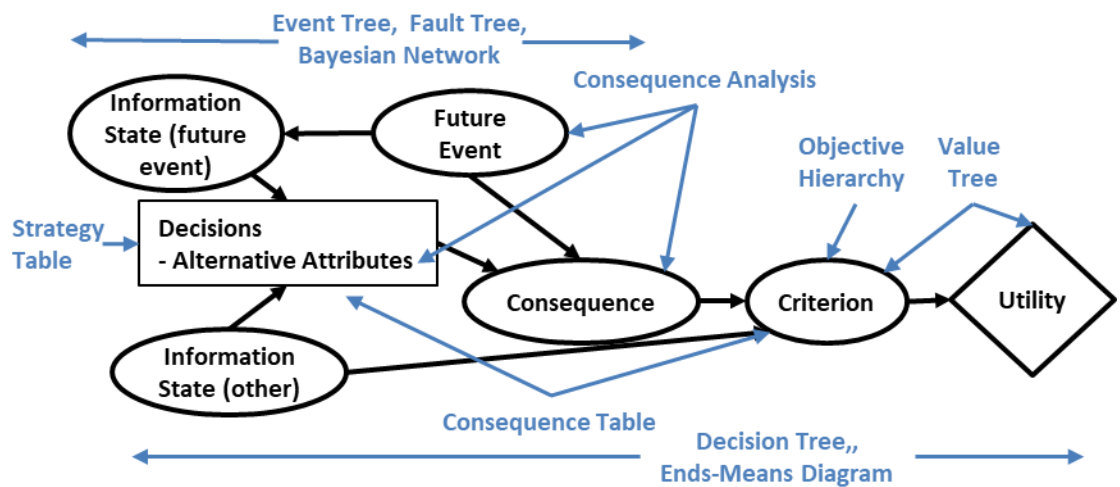 Event Tree,  Fault Tree,
Bayesian Network
Consequence Analysis
Information
State (future
event)
Future
Event
Objective
Hierarchy
Value
Tree
Strategy
Table
Decisions
- Alternative Attributes
Consequence
Criterion
Utility
Information
State (other)
Consequence Table
Decision Tree,,
Ends-Means Diagram